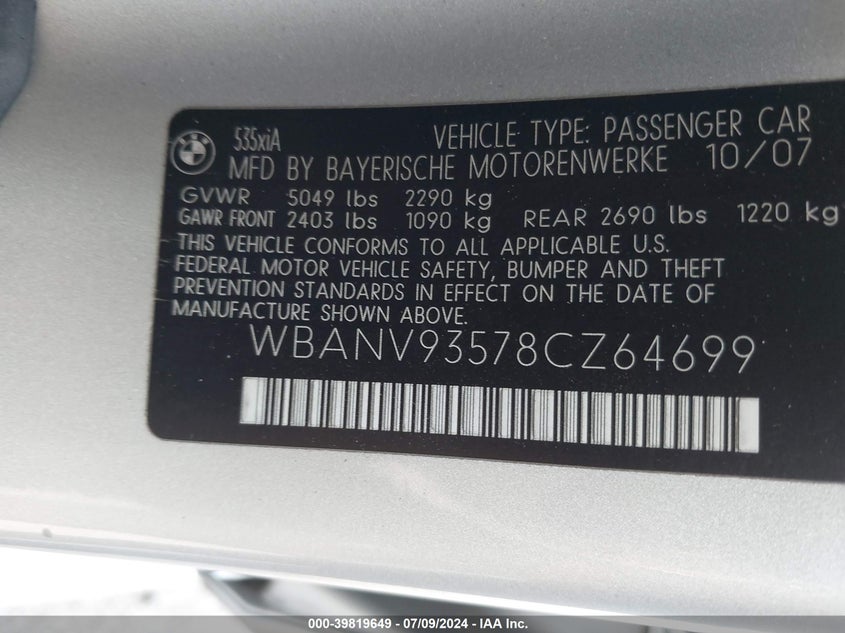 535xiA VEHICLE TYPE: PASSENGER CAR
MFD BY BAYERISCHE MOTORENWERKE 10/07
GVWR 5049 lbs 2290 kg
GAWR FRONT 2403 lbs 1090 kg REAR 2690 lbs 1220 kg
THIS VEHICLE CONFORMS TO ALL APPLICABLE U.S.
FEDERAL MOTOR VEHICLE SAFETY, BUMPER AND THEFT
PREVENTION STANDARDS IN EFFECT ON THE DATE OF
MANUFACTURE SHOWN ABOVE.
WBANV93578CZ64699
000-39819649 - 07/09/2024 - IAA Inc.